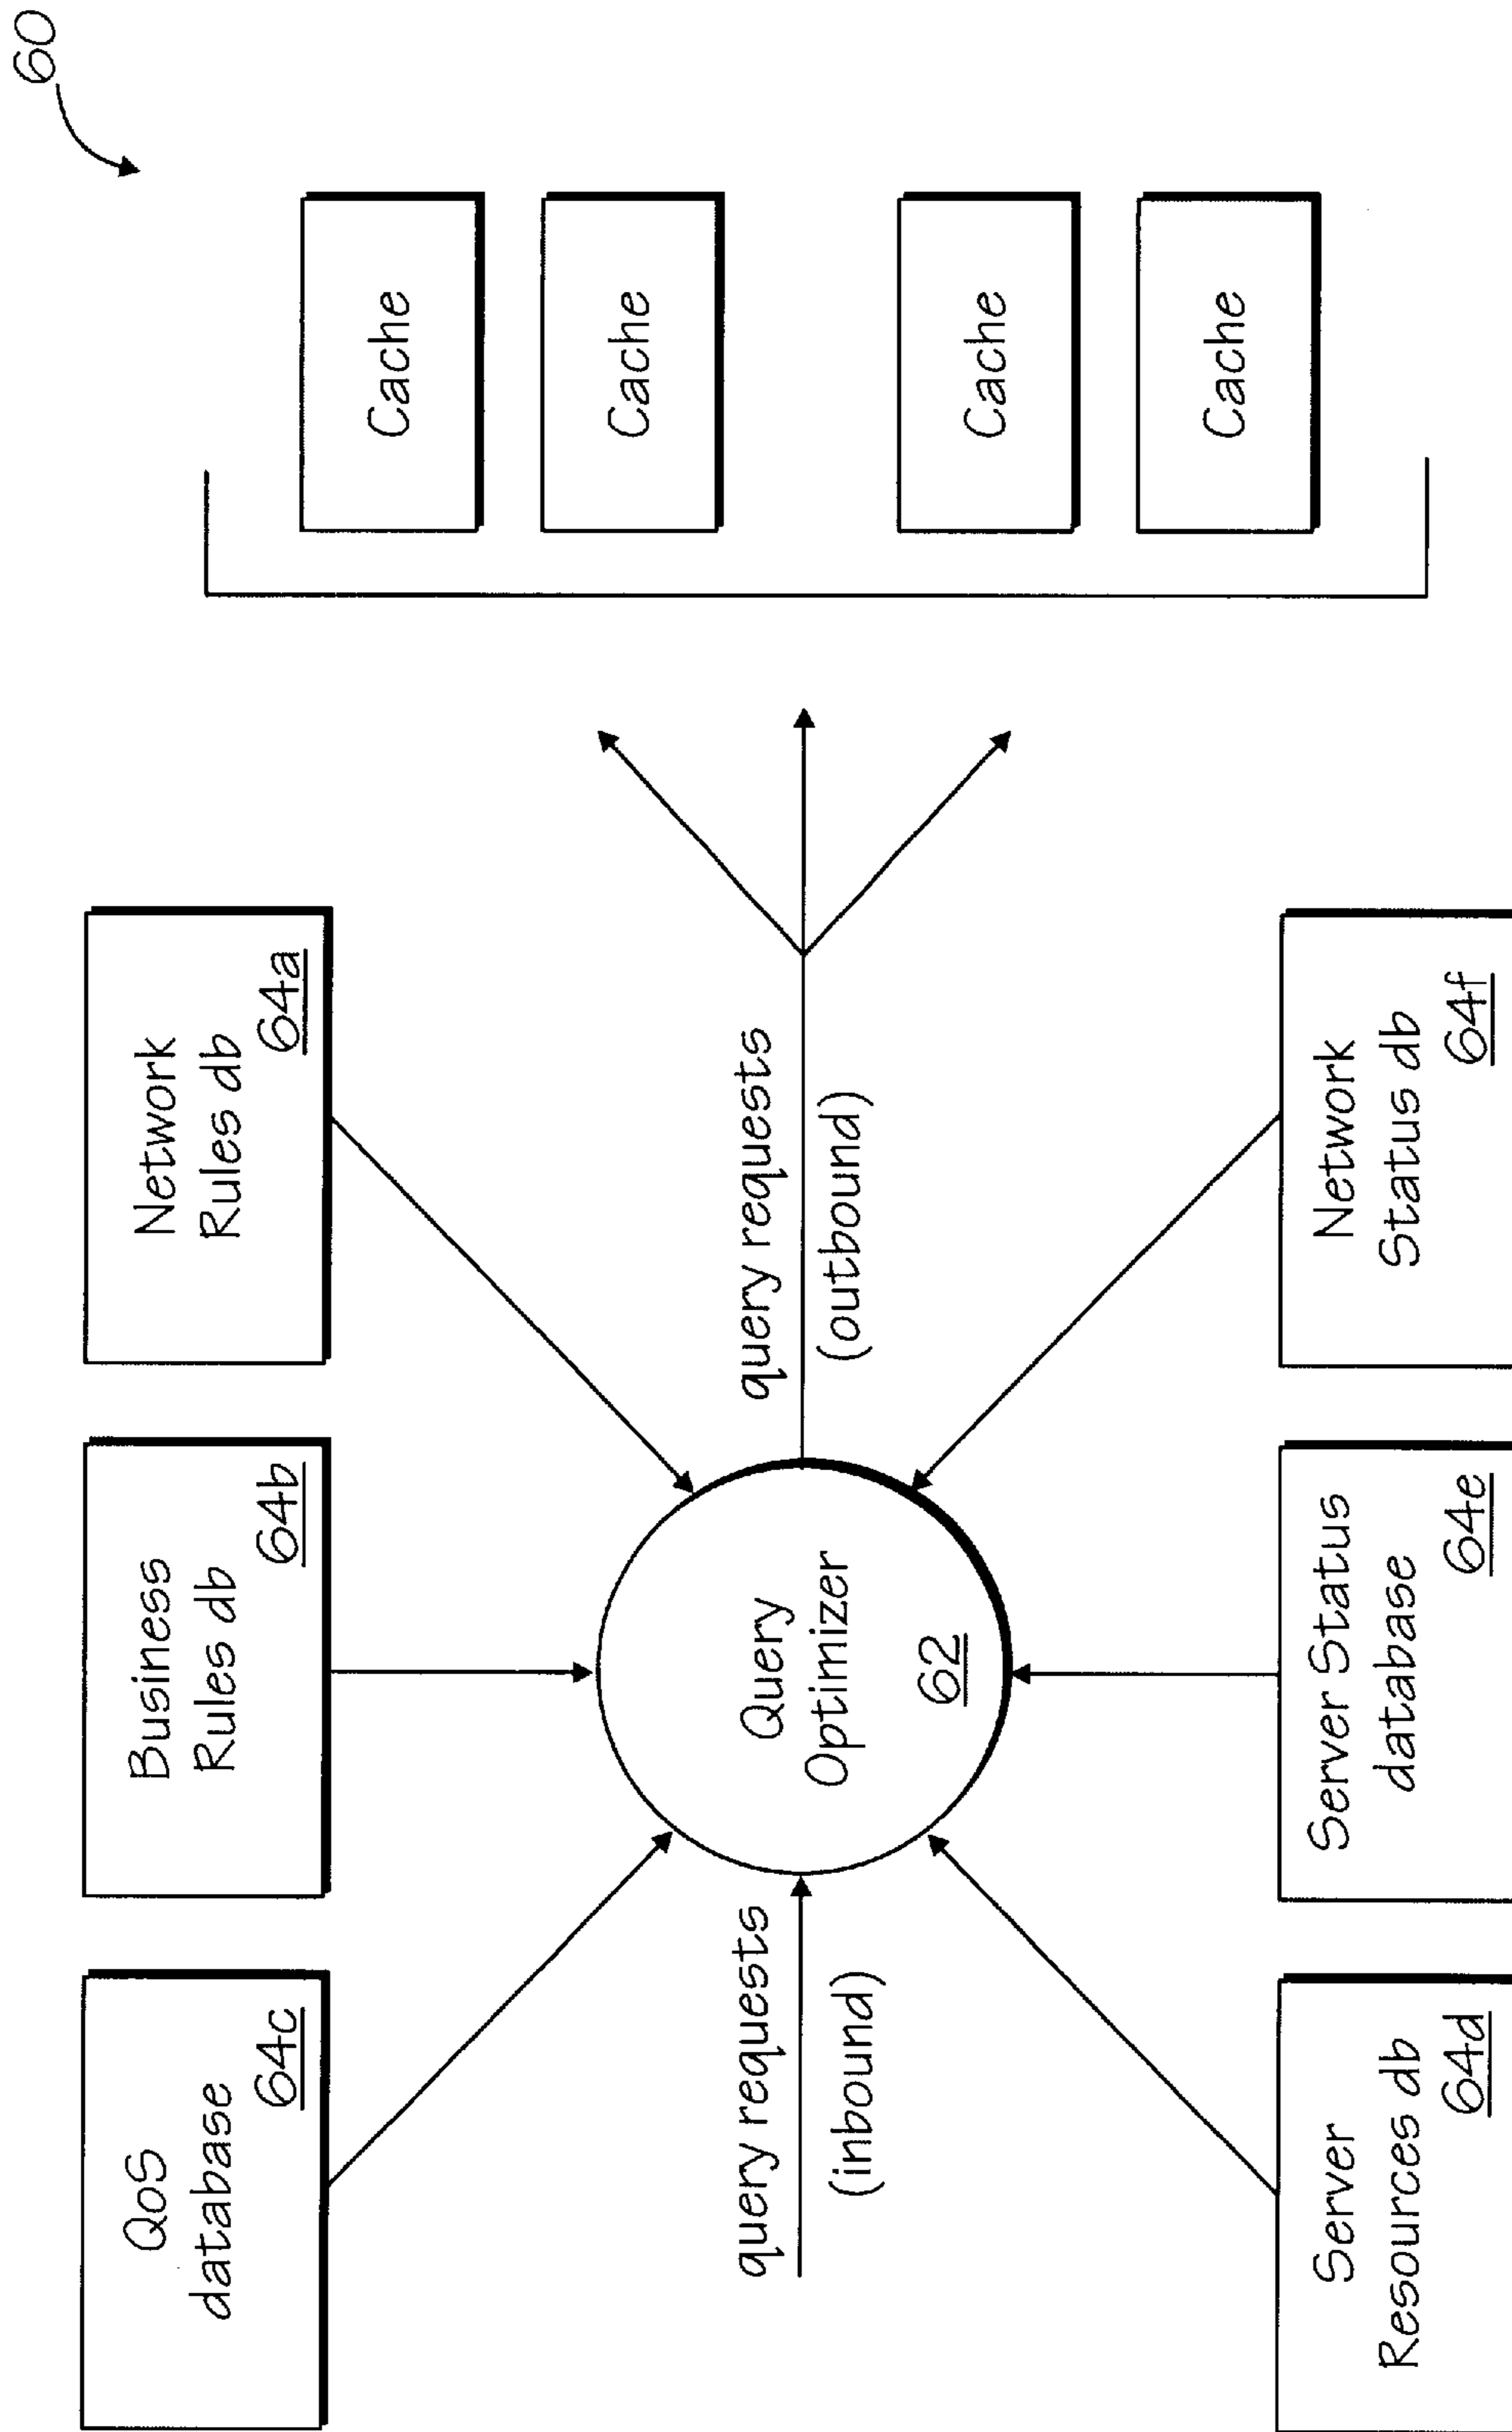 60
QoS
database
64c
Business
Rules db
64b
Network
Rules db
64a
query requests
(inbound)
Query
Optimizer
62
query requests
(outbound)
Cache
Cache
Cache
Cache
Server
Resources db
64d
Server Status
database
64e
Network
Status db
64f